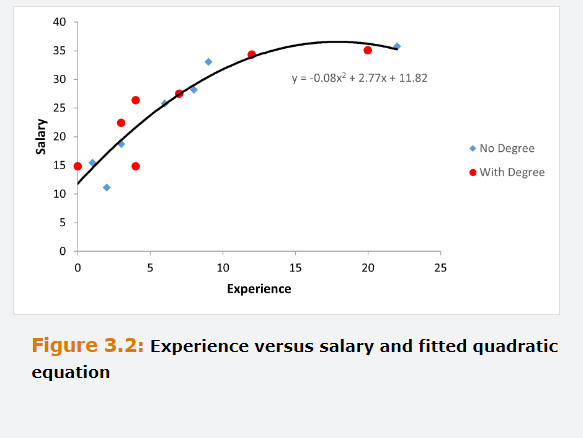 40
35
30
25
20
15
10
5
0
Salary
y = -0.08x² + 2.77x + 11.82
No Degree
With Degree
0 5 10 15 20 25
Experience
Figure 3.2: Experience versus salary and fitted quadratic
equation